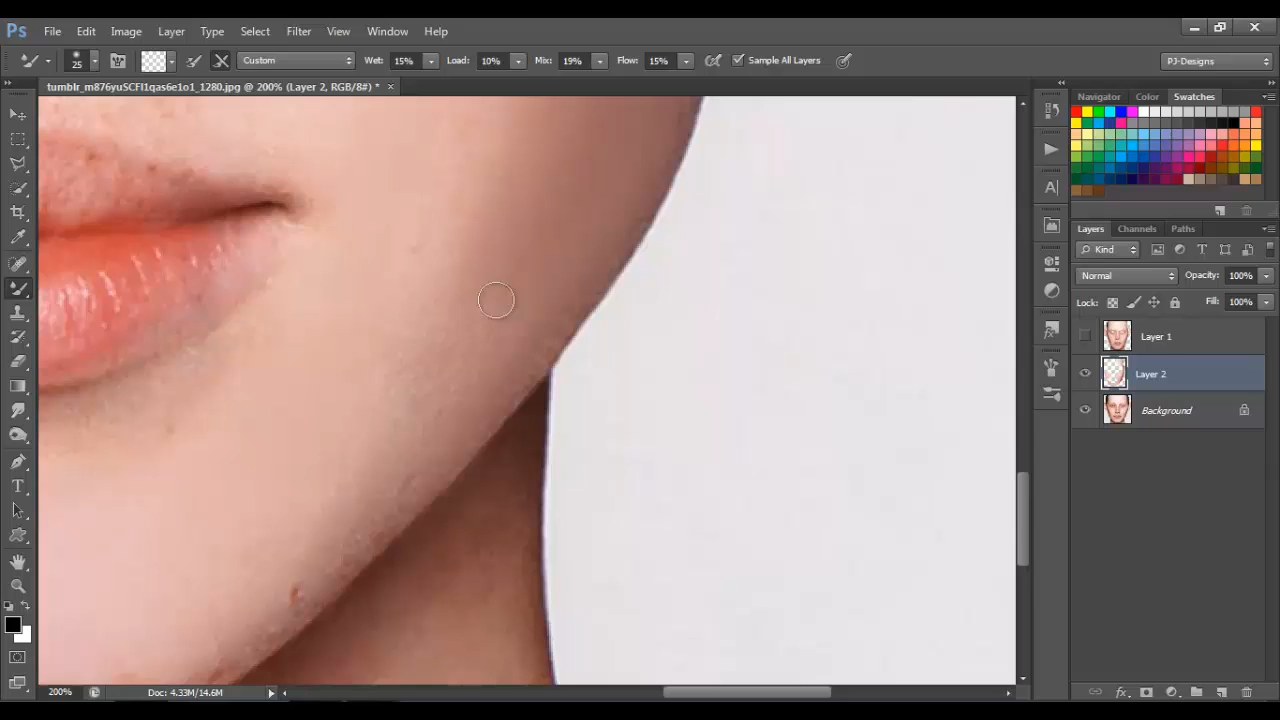 Ps File Edit Image Layer Type Select Filter View Window Help
25 Custom Wet: 15% Load: 10% Mix: 19% Flow: 15% Sample All Layers PJ-Designs
tumblr_m876yuSCFl1qas6e1o1_1280.jpg @ 200% (Layer 2, RGB/8#) * ×
Navigator Color Swatches
Layers Channels Paths
Kind
Normal Opacity: 100%
Lock: Fill: 100%
Layer 1
Layer 2
Background
200% Doc: 4.33M/14.6M